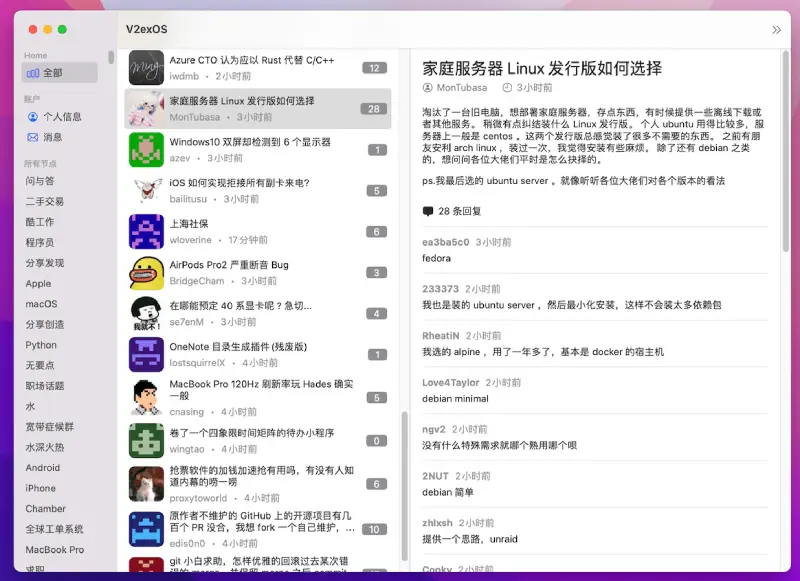 V2exOS
Home
全部
账户
个人信息
消息
所有节点
问与答
二手交易
酷工作
程序员
分享发现
Apple
macOS
分享创造
Python
无要点
职场话题
水
宽带症候群
水深火热
Android
iPhone
Chamber
全球工单系统
MacBook Pro
求职
Azure CTO 认为应以 Rust 代替 C/C++
iwdmb • 2小时前
12
家庭服务器 Linux 发行版如何选择
MonTubasa • 3小时前
28
Windows10 双屏却检测到 6 个显示器
azev • 3小时前
1
iOS 如何实现拒接所有副卡来电?
bailitusu • 3小时前
5
上海社保
wloverine • 17分钟前
6
AirPods Pro2 严重断音 Bug
BridgeCham • 3小时前
3
在哪能预定 40 系显卡呢？急切...
se7enM • 3小时前
4
我就不!
OneNote 目录生成插件 (残废版)
lostsquirrelX • 4小时前
1
MacBook Pro 120Hz 刷新率玩 Hades 确实
一般
cnasing • 4小时前
5
卷了一个四象限时间矩阵的待办小程序
wingtao • 4小时前
0
抢票软件的加钱加速抢有用吗，有没有人知
道内幕的唠一唠
proxytoworld • 4小时前
6
原作者不维护的 GitHub 上的开源项目有几
百个 PR 没合，我想 fork 一个自己维护，...
edis0n0 • 4小时前
10
git 小白求助，怎样优雅的回滚过去某次错
家庭服务器 Linux 发行版如何选择
MonTubasa 3小时前
淘汰了一台旧电脑，想部署家庭服务器，存点东西，有时候提供一些离线下载或
者其他服务。 稍微有点纠结装什么 Linux 发行版。 个人 ubuntu 用得比较多，服
务器上一般是 centos 。这两个发行版总感觉装了很多不需要的东西。 之前有朋
友安利 arch linux ，装过一次，我觉得安装有些麻烦。 除了还有 debian 之类
的，想问问各位大佬们平时是怎么抉择的。
ps.我最后选的 ubuntu server 。就像听听各位大佬们对各个版本的看法
28 条回复
ea3ba5c0 3小时前
fedora
233373 2小时前
我也是装的 ubuntu server ，然后最小化安装，这样不会装太多依赖包
RheatiN 2小时前
我选的 alpine ，用了一年多了，基本是 docker 的宿主机
Love4Taylor 2小时前
debian minimal
ngv2 2小时前
没有什么特殊需求就哪个熟用哪个呗
2NUT 2小时前
debian 简单
zhlxsh 2小时前
提供一个思路，unraid
Cooky 2小时前